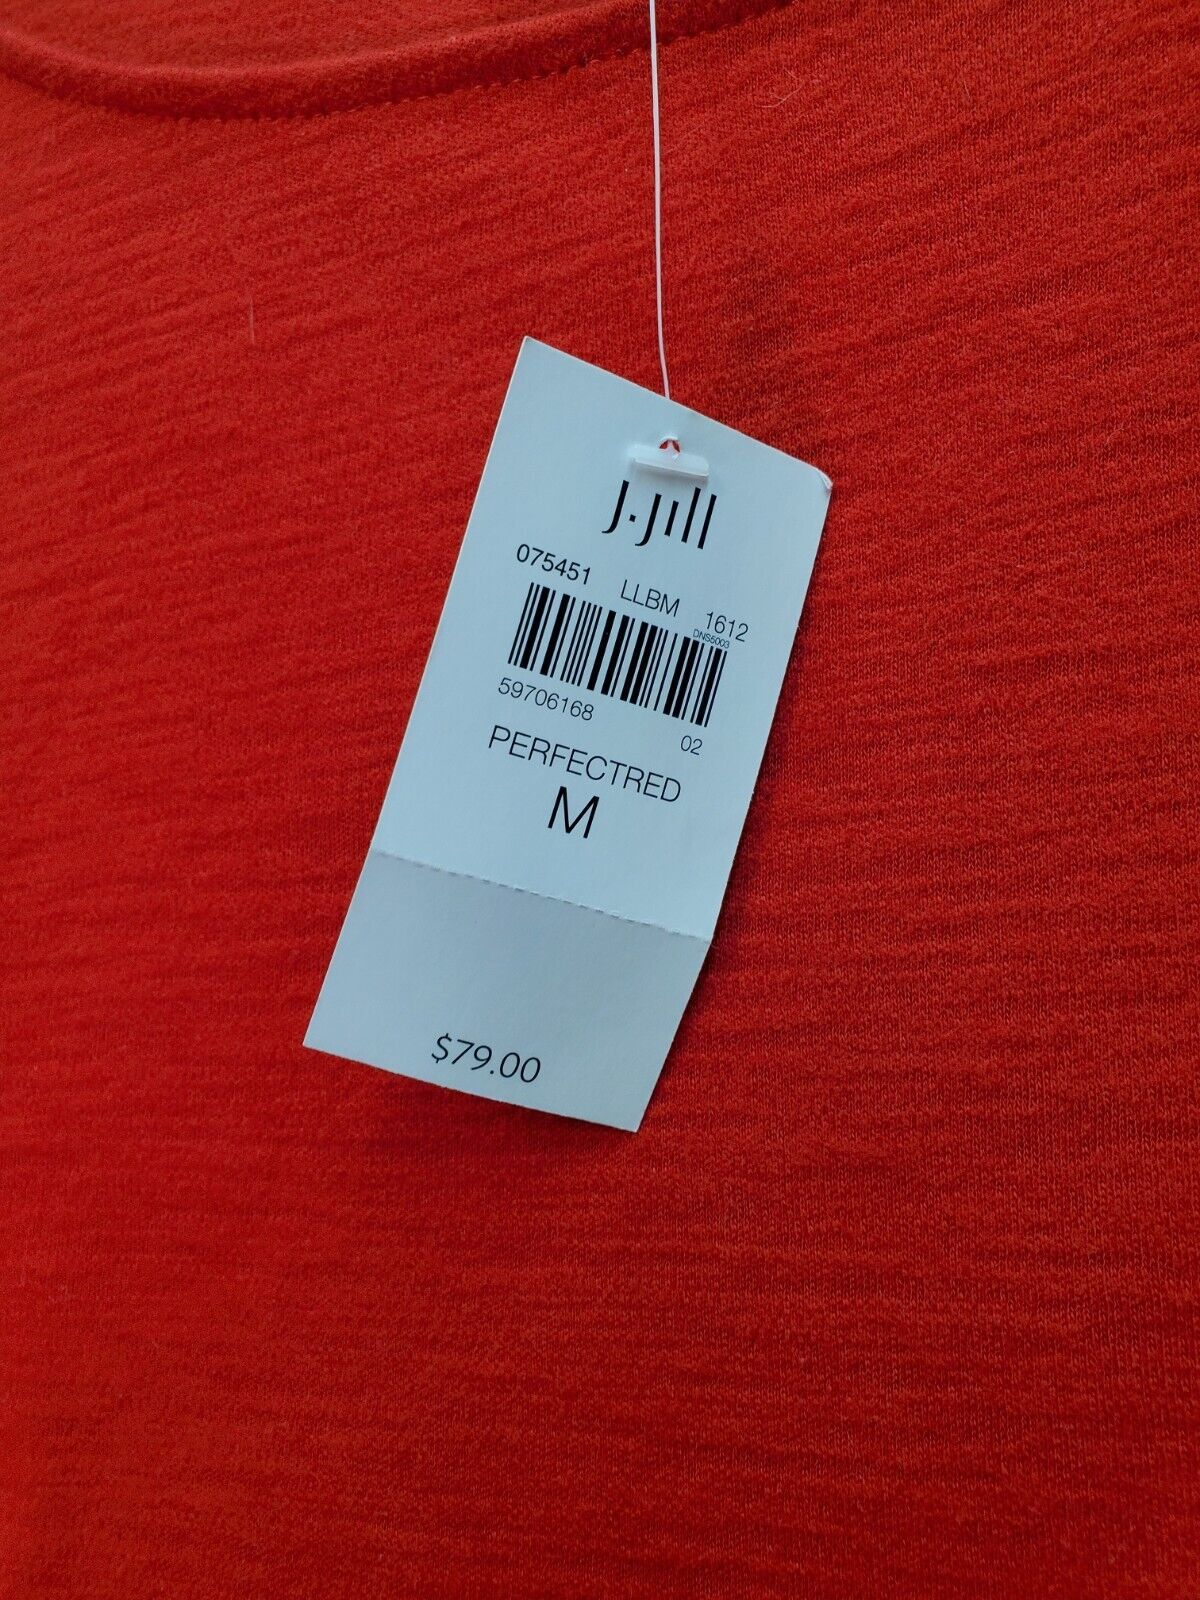 J.Jill
075451 LLBM 1612
DNS5003
59706168 02
PERFECTRED
M
$79.00